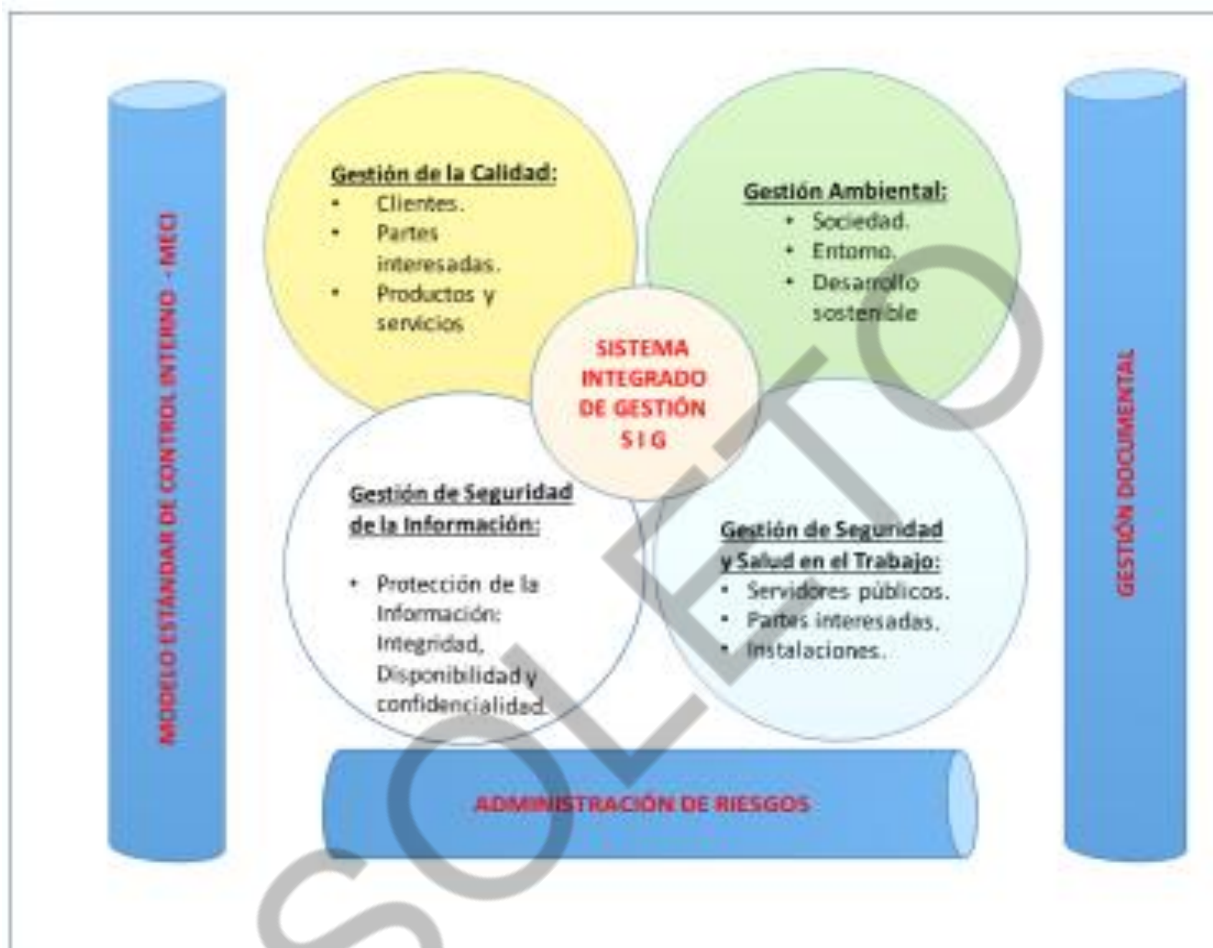 MODELO ESTÁNDAR DE CONTROL INTERNO - MECI
Gestión de la Calidad:
• Clientes.
• Partes
interesadas.
• Productos y
servicios
Gestión Ambiental:
• Sociedad.
• Entorno.
• Desarrollo
sostenible
SISTEMA
INTEGRADO
DE GESTIÓN
S I G
Gestión de Seguridad
de la Información:
• Protección de la
Información:
Integridad,
Disponibilidad y
confidencialidad.
Gestión de Seguridad
y Salud en el Trabajo:
• Servidores públicos.
• Partes interesadas.
• Instalaciones.
GESTIÓN DOCUMENTAL
ADMINISTRACIÓN DE RIESGOS
SOLETO